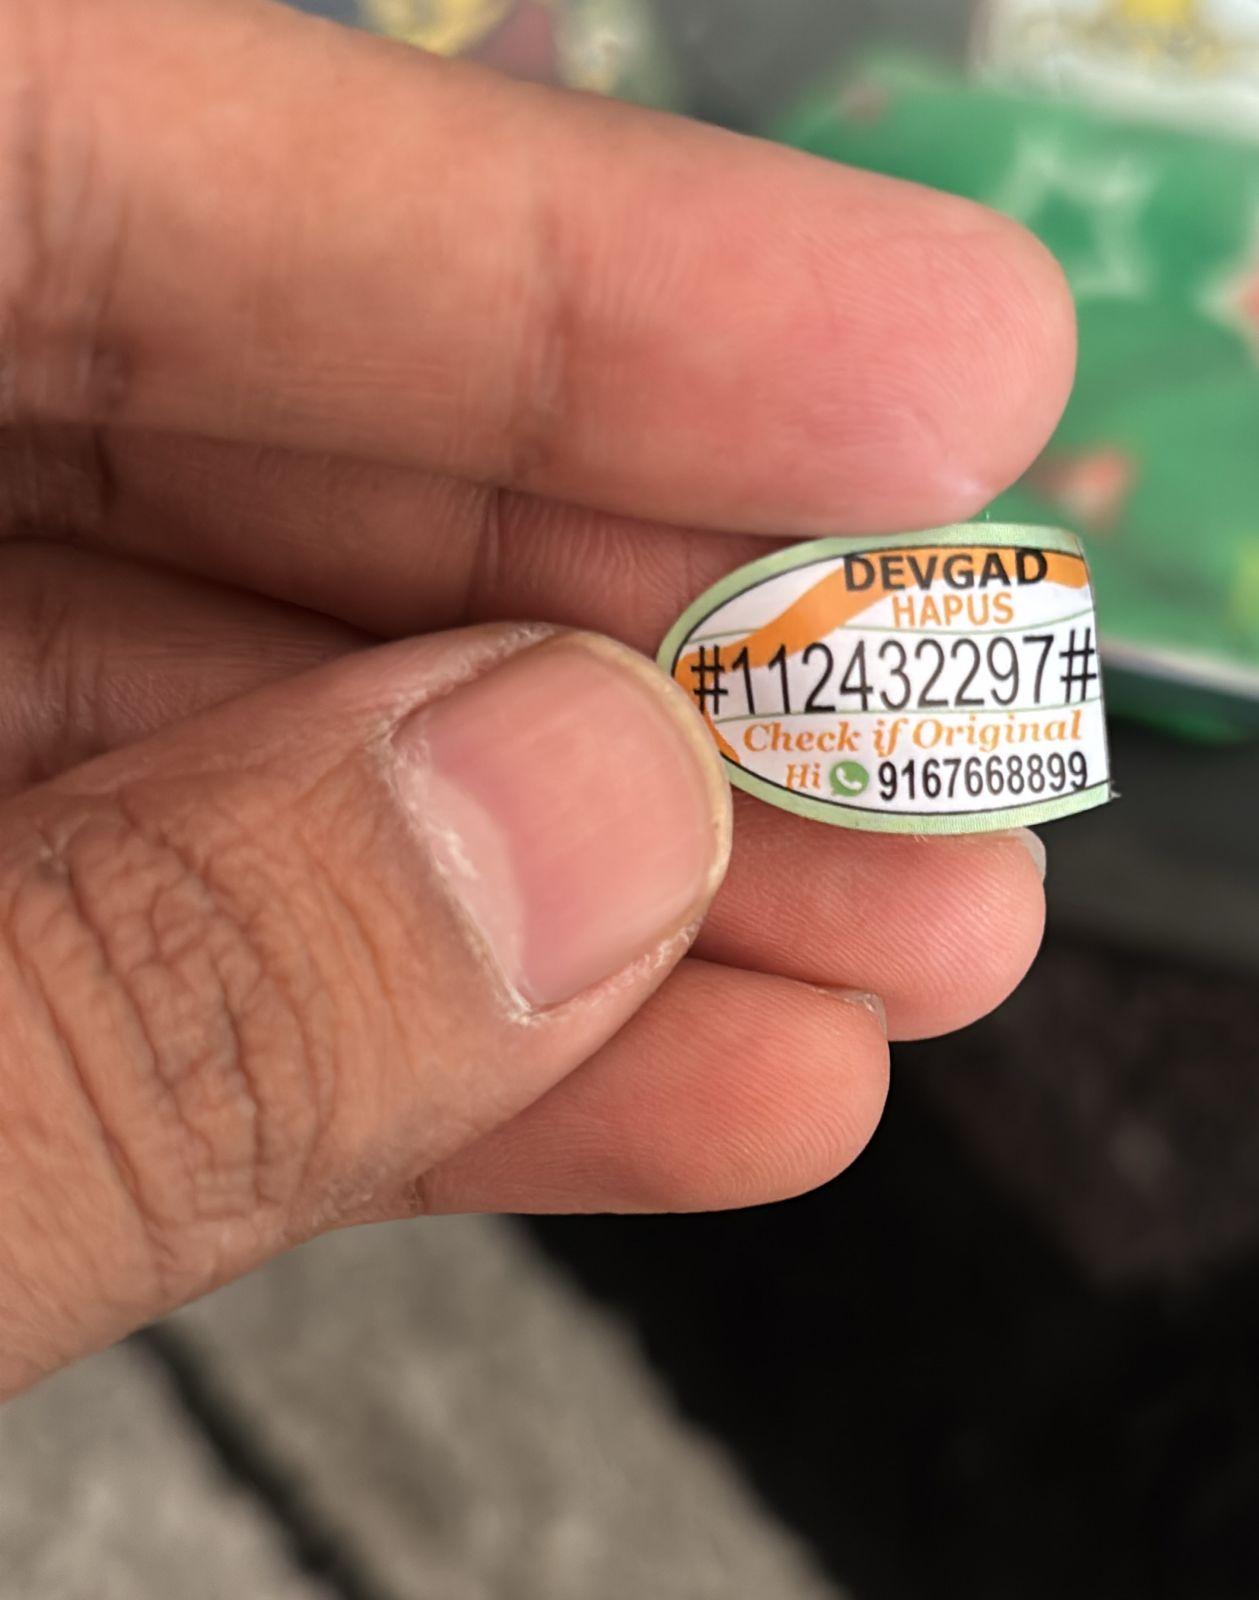 DEVGAD
HAPUS
#112432297#
Check if Original
Hi 9167668899